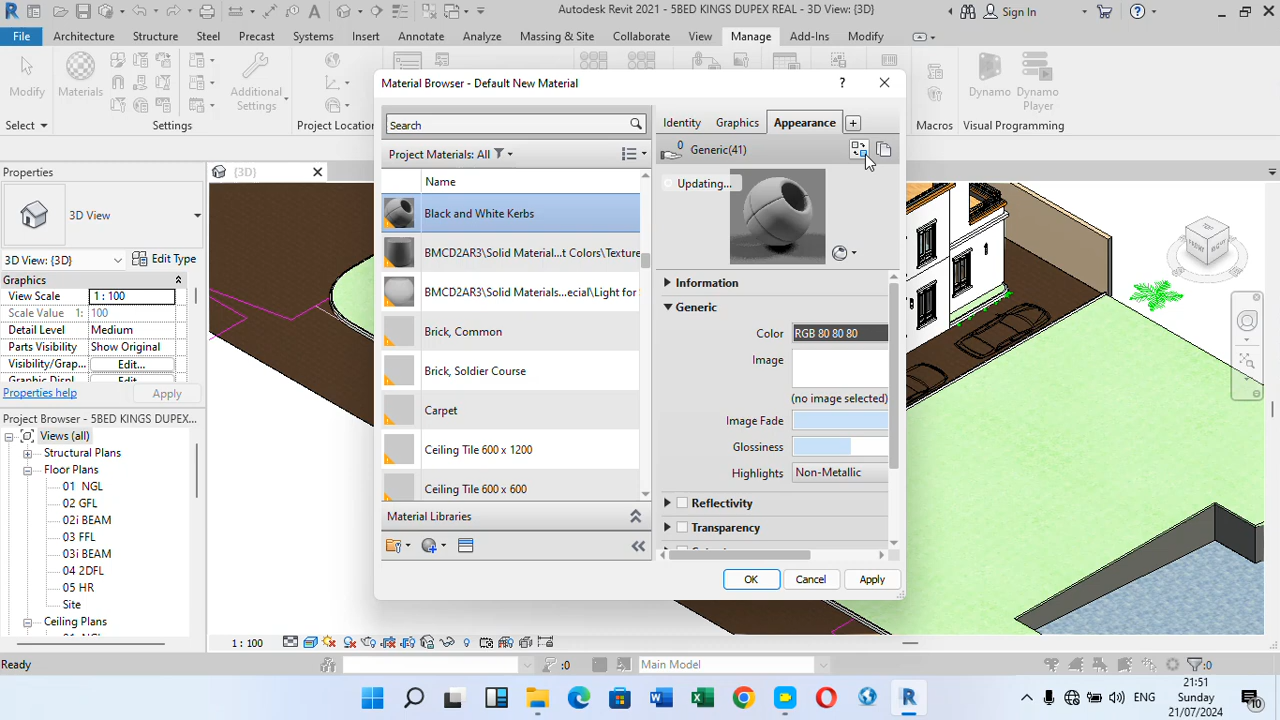 Autodesk Revit 2021 - 5BED KINGS DUPEX REAL - 3D View: {3D}
Sign In
File
Architecture
Structure
Steel
Precast
Systems
Insert
Annotate
Analyze
Massing & Site
Collaborate
View
Manage
Add-Ins
Modify
Modify
Materials
Additional
Settings
Dynamo
Dynamo
Player
Select
Settings
Project Location
Macros
Visual Programming
Properties
3D View
3D View: {3D}
Edit Type
Graphics
View Scale
1 : 100
Scale Value 1:
100
Detail Level
Medium
Parts Visibility
Show Original
Visibility/Grap...
Edit...
Properties help
Apply
Project Browser - 5BED KINGS DUPEX...
Views (all)
Structural Plans
Floor Plans
01 NGL
02 GFL
02i BEAM
03 FFL
03i BEAM
04 2DFL
05 HR
Site
Ceiling Plans
{3D}
Material Browser - Default New Material
?
Search
Project Materials: All
Name
Black and White Kerbs
BMCD2AR3\Solid Material...t Colors\Texture
BMCD2AR3\Solid Materials...ecial\Light for
Brick, Common
Brick, Soldier Course
Carpet
Ceiling Tile 600 x 1200
Ceiling Tile 600 x 600
Material Libraries
Identity
Graphics
Appearance
+
0
Generic(41)
Updating...
Information
Generic
Color
RGB 80 80 80
Image
(no image selected)
Image Fade
Glossiness
Highlights
Non-Metallic
Reflectivity
Transparency
OK
Cancel
Apply
1 : 100
Ready
:0
Main Model
:0
ENG
21:51
Sunday
21/07/2024
10